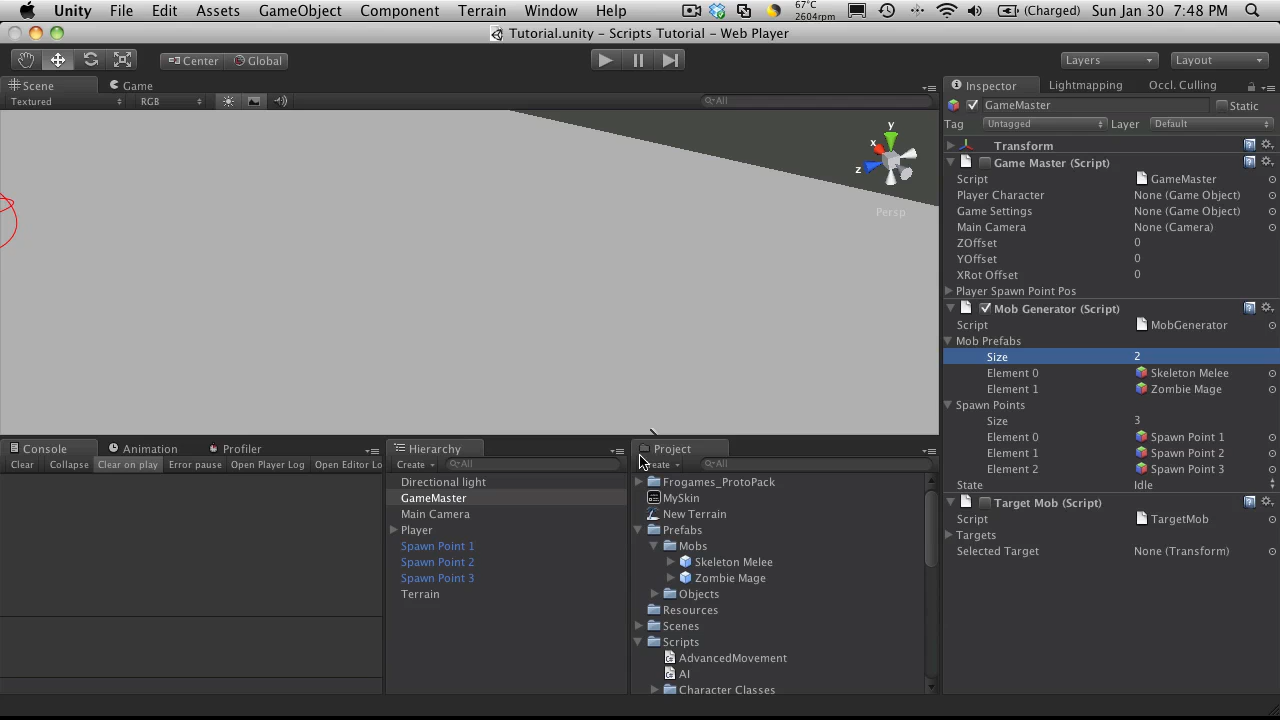 Unity File Edit Assets GameObject Component Terrain Window Help 67°C 2604rpm (Charged) Sun Jan 30 7:48 PM
Tutorial.unity – Scripts Tutorial – Web Player
Center Global Layers Layout
Scene Game
Textured RGB All
y
x
z
Persp
Console Animation Profiler
Clear Collapse Clear on play Error pause Open Player Log Open Editor Lo
Hierarchy
Create All
Directional light
GameMaster
Main Camera
Player
Spawn Point 1
Spawn Point 2
Spawn Point 3
Terrain
Project
eate All
Frogames_ProtoPack
MySkin
New Terrain
Prefabs
Mobs
Skeleton Melee
Zombie Mage
Objects
Resources
Scenes
Scripts
AdvancedMovement
AI
Character Classes
Inspector Lightmapping Occl. Culling
GameMaster Static
Tag Untagged Layer Default
Transform
Game Master (Script)
Script GameMaster
Player Character None (Game Object)
Game Settings None (Game Object)
Main Camera None (Camera)
ZOffset 0
YOffset 0
XRot Offset 0
Player Spawn Point Pos
Mob Generator (Script)
Script MobGenerator
Mob Prefabs
Size 2
Element 0 Skeleton Melee
Element 1 Zombie Mage
Spawn Points
Size 3
Element 0 Spawn Point 1
Element 1 Spawn Point 2
Element 2 Spawn Point 3
State Idle
Target Mob (Script)
Script TargetMob
Targets
Selected Target None (Transform)